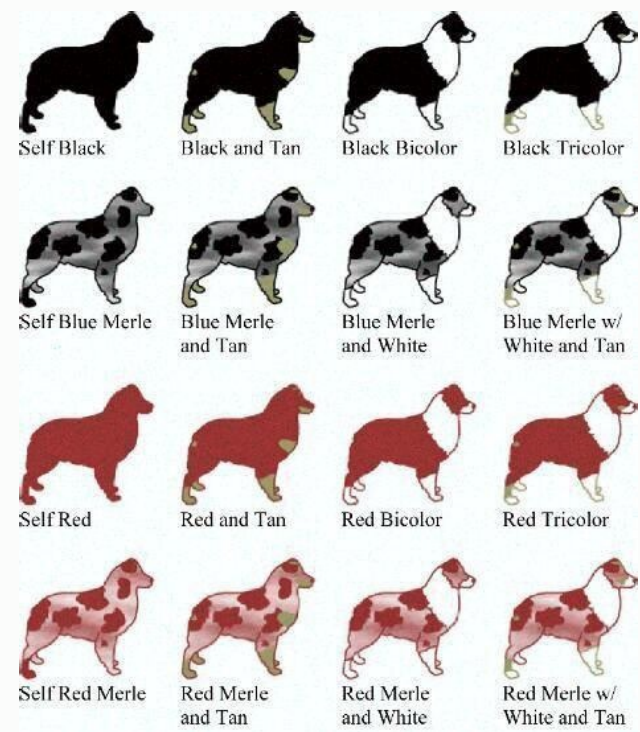 Self Black
Black and Tan
Black Bicolor
Black Tricolor
Self Blue Merle
Blue Merle
and Tan
Blue Merle
and White
Blue Merle w/
White and Tan
Self Red
Red and Tan
Red Bicolor
Red Tricolor
Self Red Merle
Red Merle
and Tan
Red Merle
and White
Red Merle w/
White and Tan